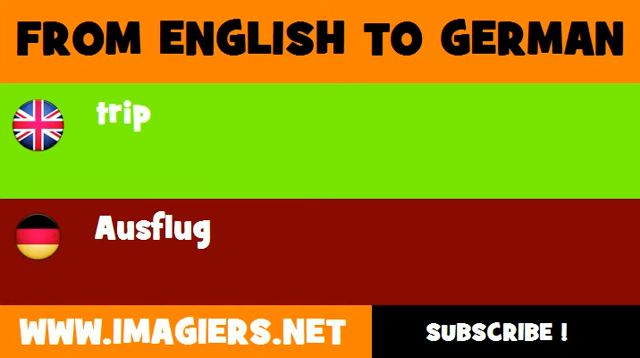 FROM ENGLISH TO GERMAN
trip
Ausflug
WWW.IMAGIERS.NET
SUBSCRIBE !